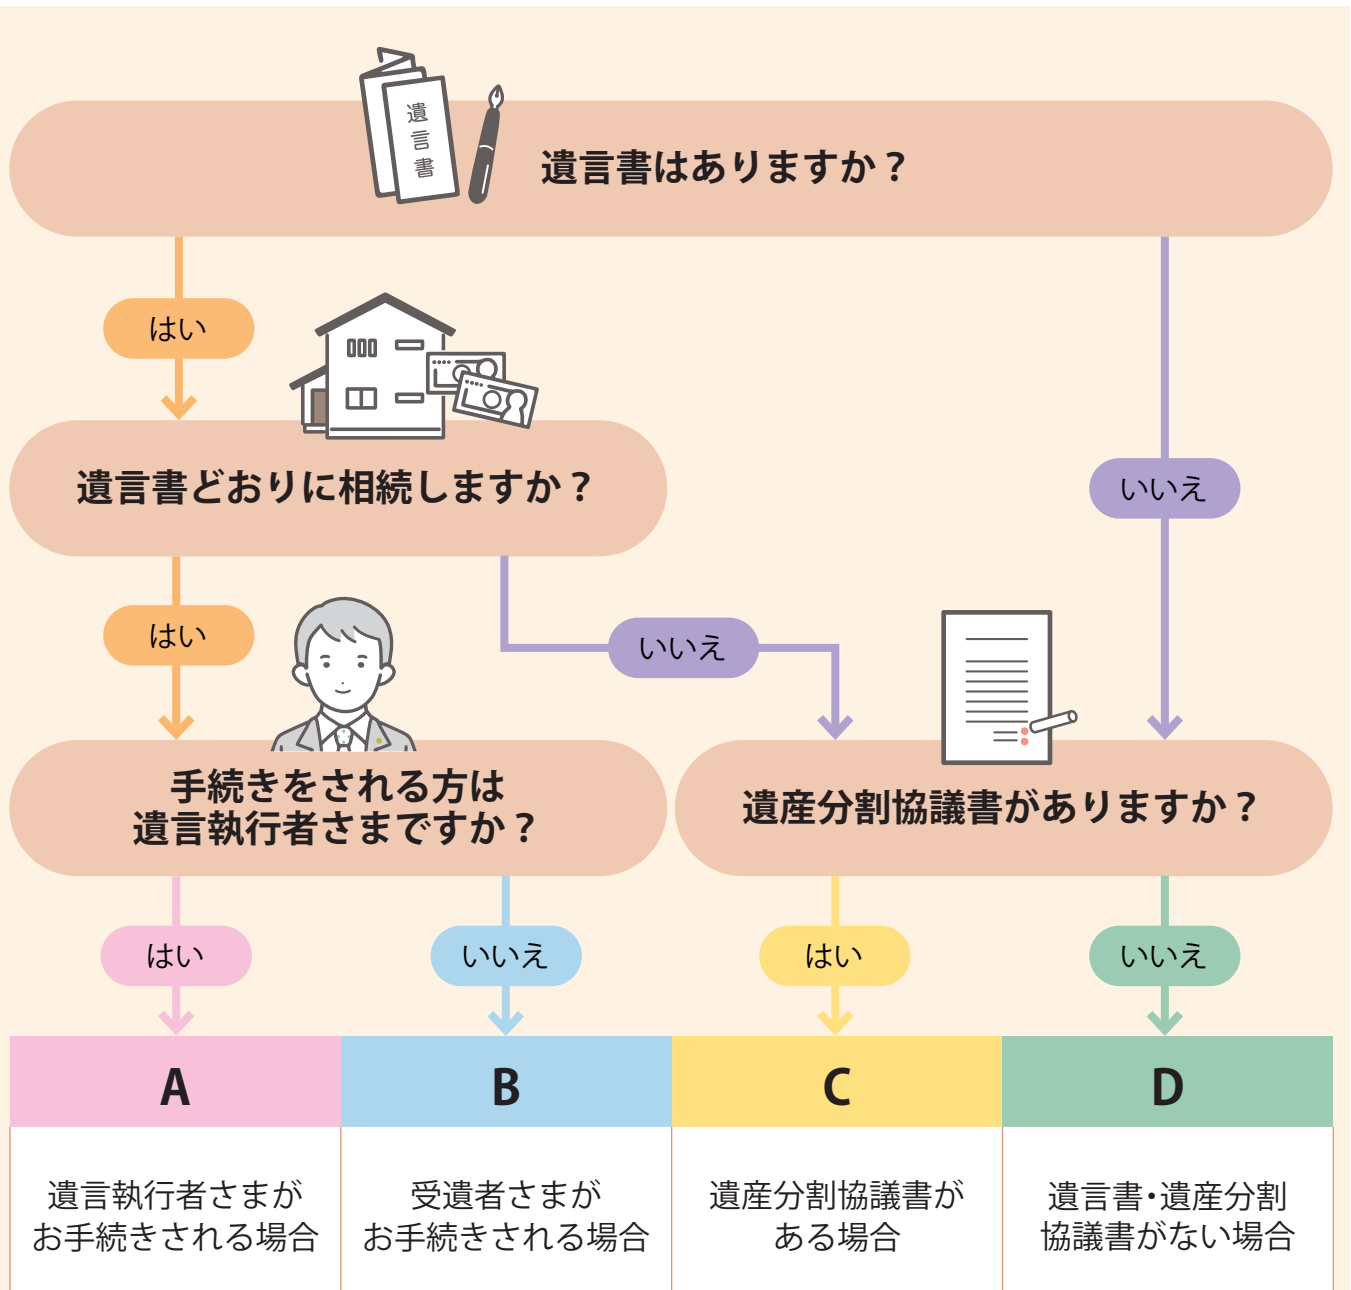 遺言書
遺言書はありますか？
はい
いいえ
遺言書どおりに相続しますか？
はい
いいえ
手続きをされる方は
遺言執行者さまですか？
遺産分割協議書がありますか？
はい
いいえ
はい
いいえ
A
B
C
D
遺言執行者さまが
お手続きされる場合
受遺者さまが
お手続きされる場合
遺産分割協議書が
ある場合
遺言書・遺産分割
協議書がない場合